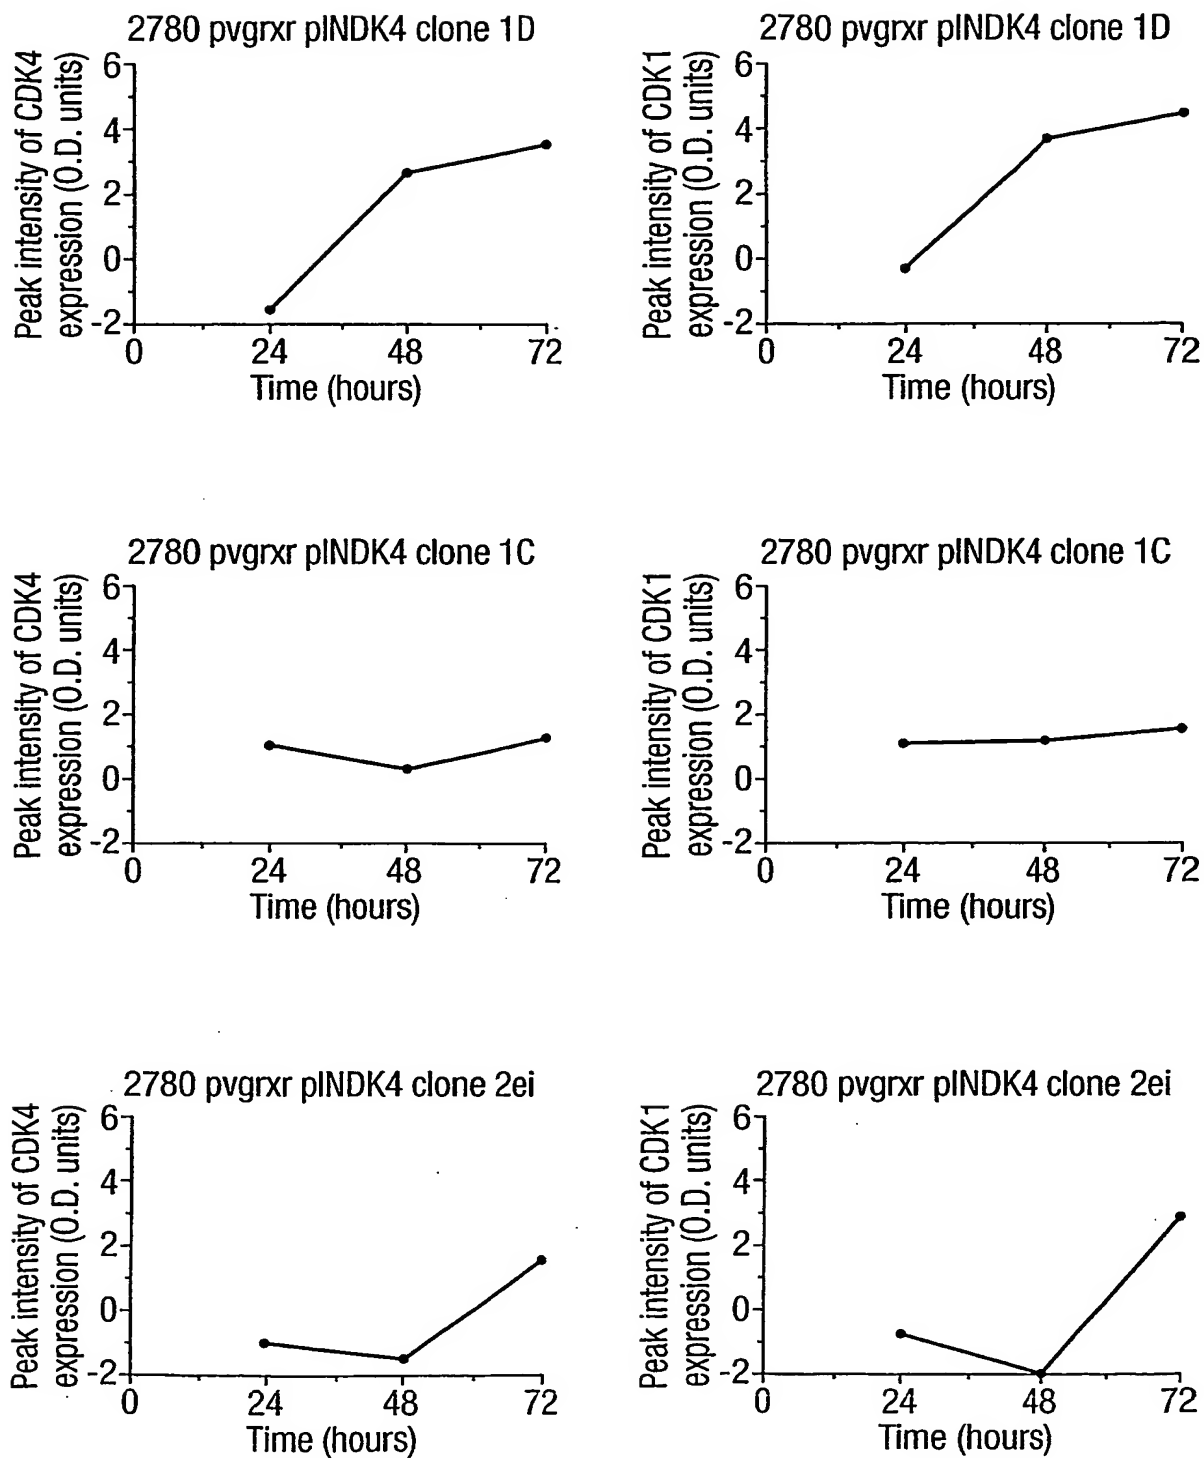 2780 pvgrxr pINDK4 clone 1D
Peak intensity of CDK4
expression (O.D. units)
6
4
2
0
-2
0
24
48
72
Time (hours)
2780 pvgrxr pINDK4 clone 1D
Peak intensity of CDK1
expression (O.D. units)
6
4
2
0
-2
0
24
48
72
Time (hours)
2780 pvgrxr pINDK4 clone 1C
Peak intensity of CDK4
expression (O.D. units)
6
4
2
0
-2
0
24
48
72
Time (hours)
2780 pvgrxr pINDK4 clone 1C
Peak intensity of CDK1
expression (O.D. units)
6
4
2
0
-2
0
24
48
72
Time (hours)
2780 pvgrxr pINDK4 clone 2ei
Peak intensity of CDK4
expression (O.D. units)
6
4
2
0
-2
0
24
48
72
Time (hours)
2780 pvgrxr pINDK4 clone 2ei
Peak intensity of CDK1
expression (O.D. units)
6
4
2
0
-2
0
24
48
72
Time (hours)